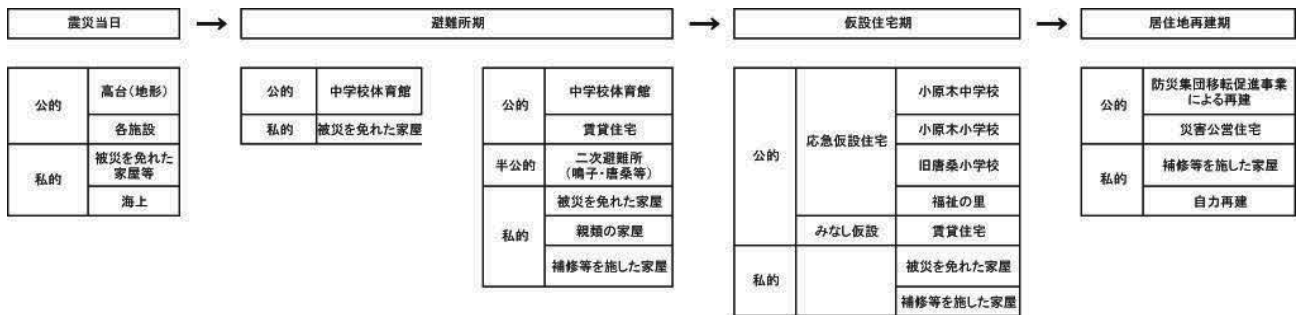 震災当日 → 避難所期 → 仮設住宅期 → 居住地再建期
公的
高台(地形)
各施設
私的
被災を免れた
家屋等
海上
公的
中学校体育館
私的
被災を免れた家屋
公的
中学校体育館
賃貸住宅
半公的
二次避難所
(鳴子・唐桑等)
私的
被災を免れた家屋
親類の家屋
補修等を施した家屋
公的
応急仮設住宅
小原木中学校
小原木小学校
旧唐桑小学校
福祉の里
みなし仮設
賃貸住宅
私的
被災を免れた家屋
補修等を施した家屋
公的
防災集団移転促進事業
による再建
災害公営住宅
私的
補修等を施した家屋
自力再建